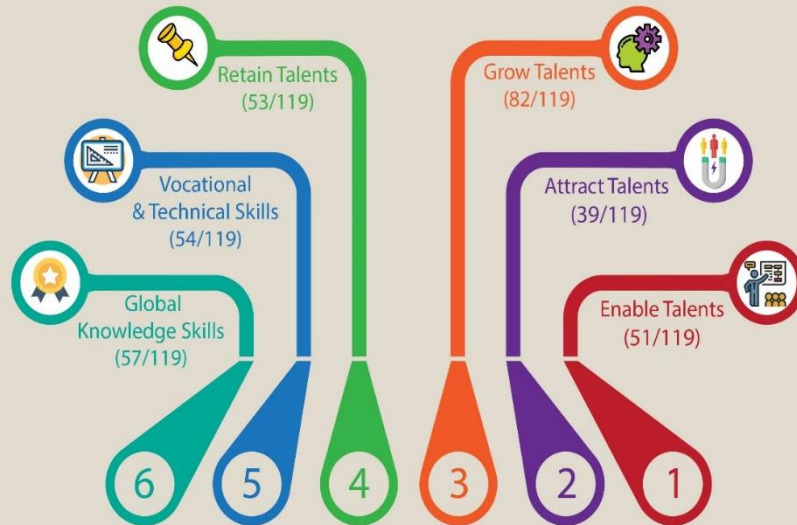 Retain Talents
(53/119)
Grow Talents
(82/119)
Vocational
& Technical Skills
(54/119)
Attract Talents
(39/119)
Global
Knowledge Skills
(57/119)
Enable Talents
(51/119)
6
5
4
3
2
1